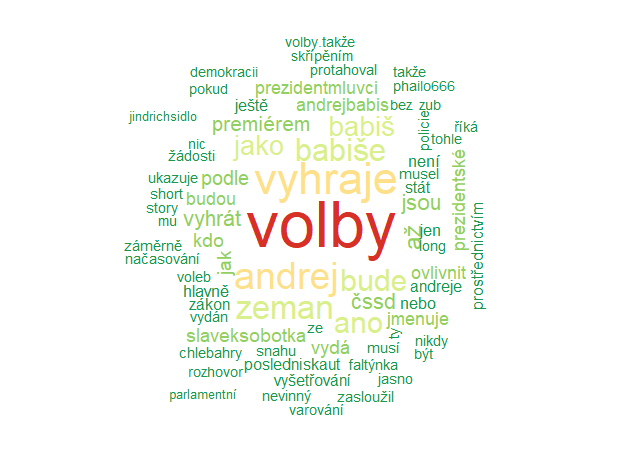 volby.takže
skřípěním
demokracii protahoval takže
pokud prezidentmluvci phailo666
ještě andrejbabis bez zub
jindrichsidlo premiérem babiš policie říká
nic jako babiše tohle
žádosti není prezidentské
ukazuje podle vyhraje musel
short budou stát
story vyhrát jsou prostřednictvím
mu volby
kdo až jen
záměrně long
načasování jak
voleb andrej bude ovlivnit
hlavně andreje
zákon zeman čssd nebo
vydán ano jmenuje
slaveksobotka ze ty
chlebahry snahu vydá musí nikdy
být
rozhovor posledniskaut faltýnka
vyšetřování jasno
parlamentní nevinný zasloužil
varování